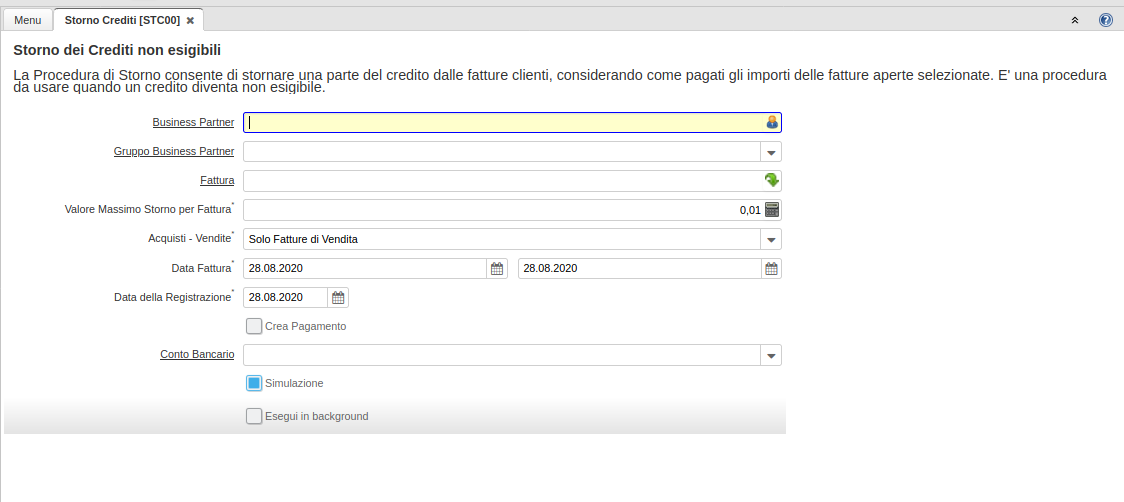 Menu
Storno Crediti [STC00]
Storno dei Crediti non esigibili
La Procedura di Storno consente di stornare una parte del credito dalle fatture clienti, considerando come pagati gli importi delle fatture aperte selezionate. E' una procedura
da usare quando un credito diventa non esigibile.
Business Partner
Gruppo Business Partner
Fattura
Valore Massimo Storno per Fattura* 0,01
Acquisti - Vendite* Solo Fatture di Vendita
Data Fattura* 28.08.2020 28.08.2020
Data della Registrazione* 28.08.2020
Crea Pagamento
Conto Bancario
Simulazione
Esegui in background